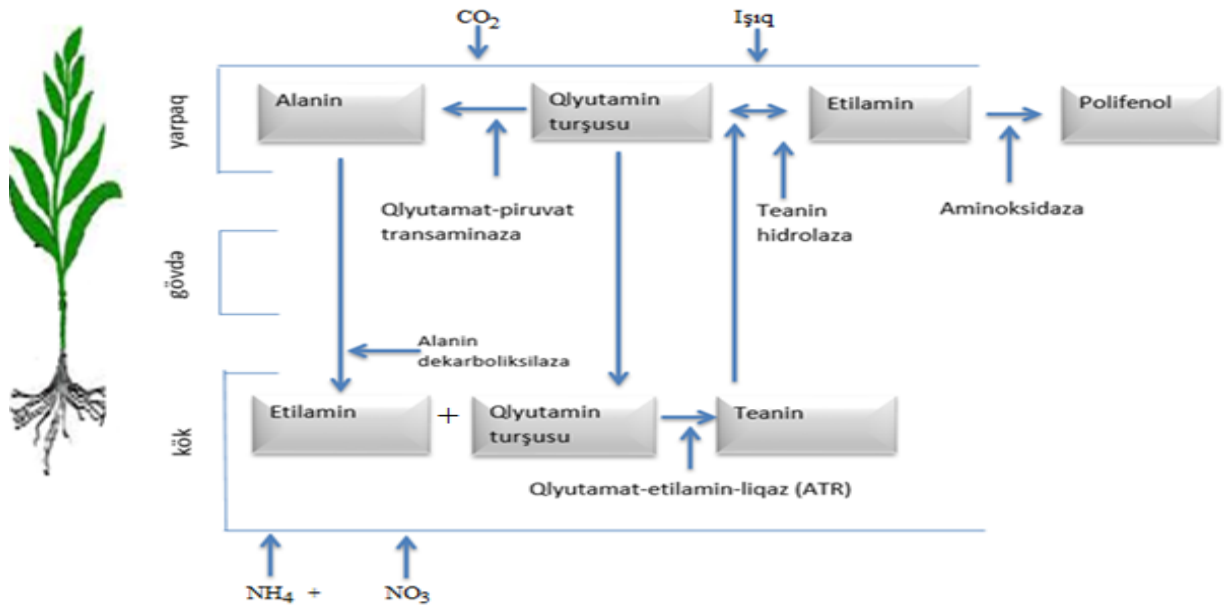 CO2
Işıq
yarpaq
Alanin
Qlyutamin
turşusu
Etilamin
Polifenol
Qlyutamat-piruvat
transaminaza
Teanin
hidrolaza
Aminoksidaza
gövdə
Alanin
dekarboliksilaza
kök
Etilamin
+
Qlyutamin
turşusu
Teanin
Qlyutamat-etilamin-liqaz (ATR)
NH4 +
NO3